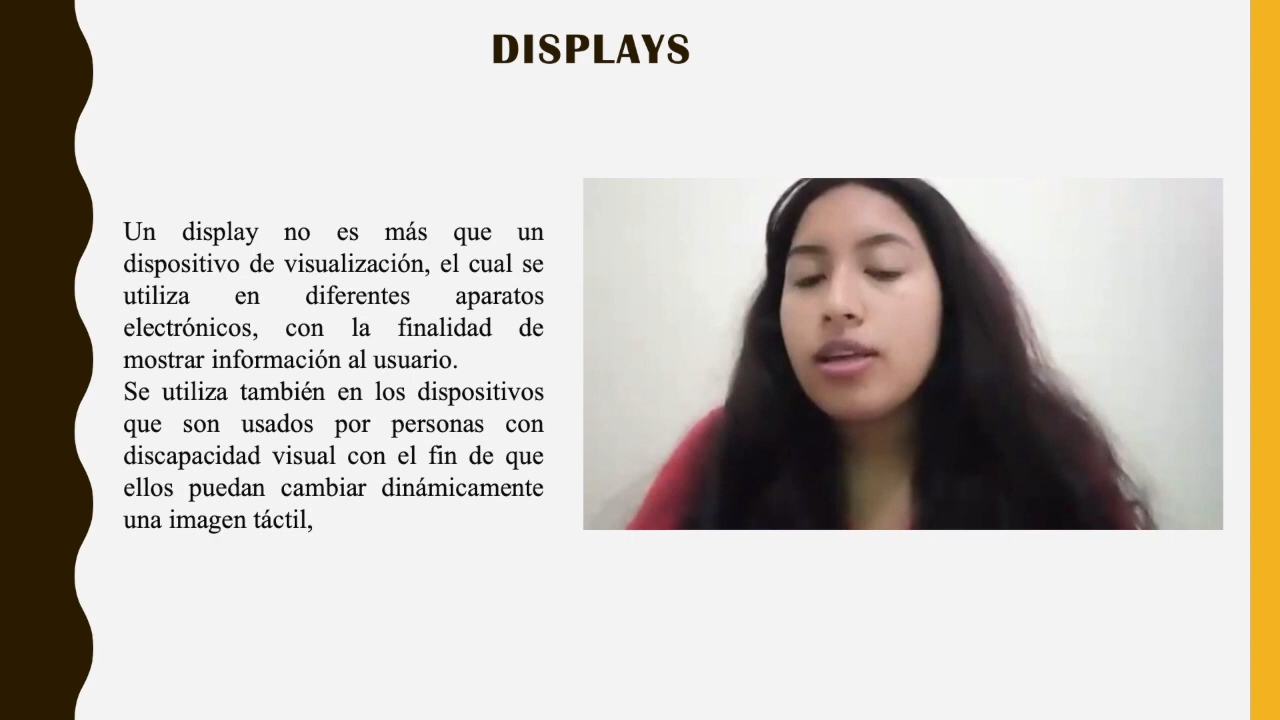 DISPLAYS
Un display no es más que un
dispositivo de visualización, el cual se
utiliza en diferentes aparatos
electrónicos, con la finalidad de
mostrar información al usuario.
Se utiliza también en los dispositivos
que son usados por personas con
discapacidad visual con el fin de que
ellos puedan cambiar dinámicamente
una imagen táctil,